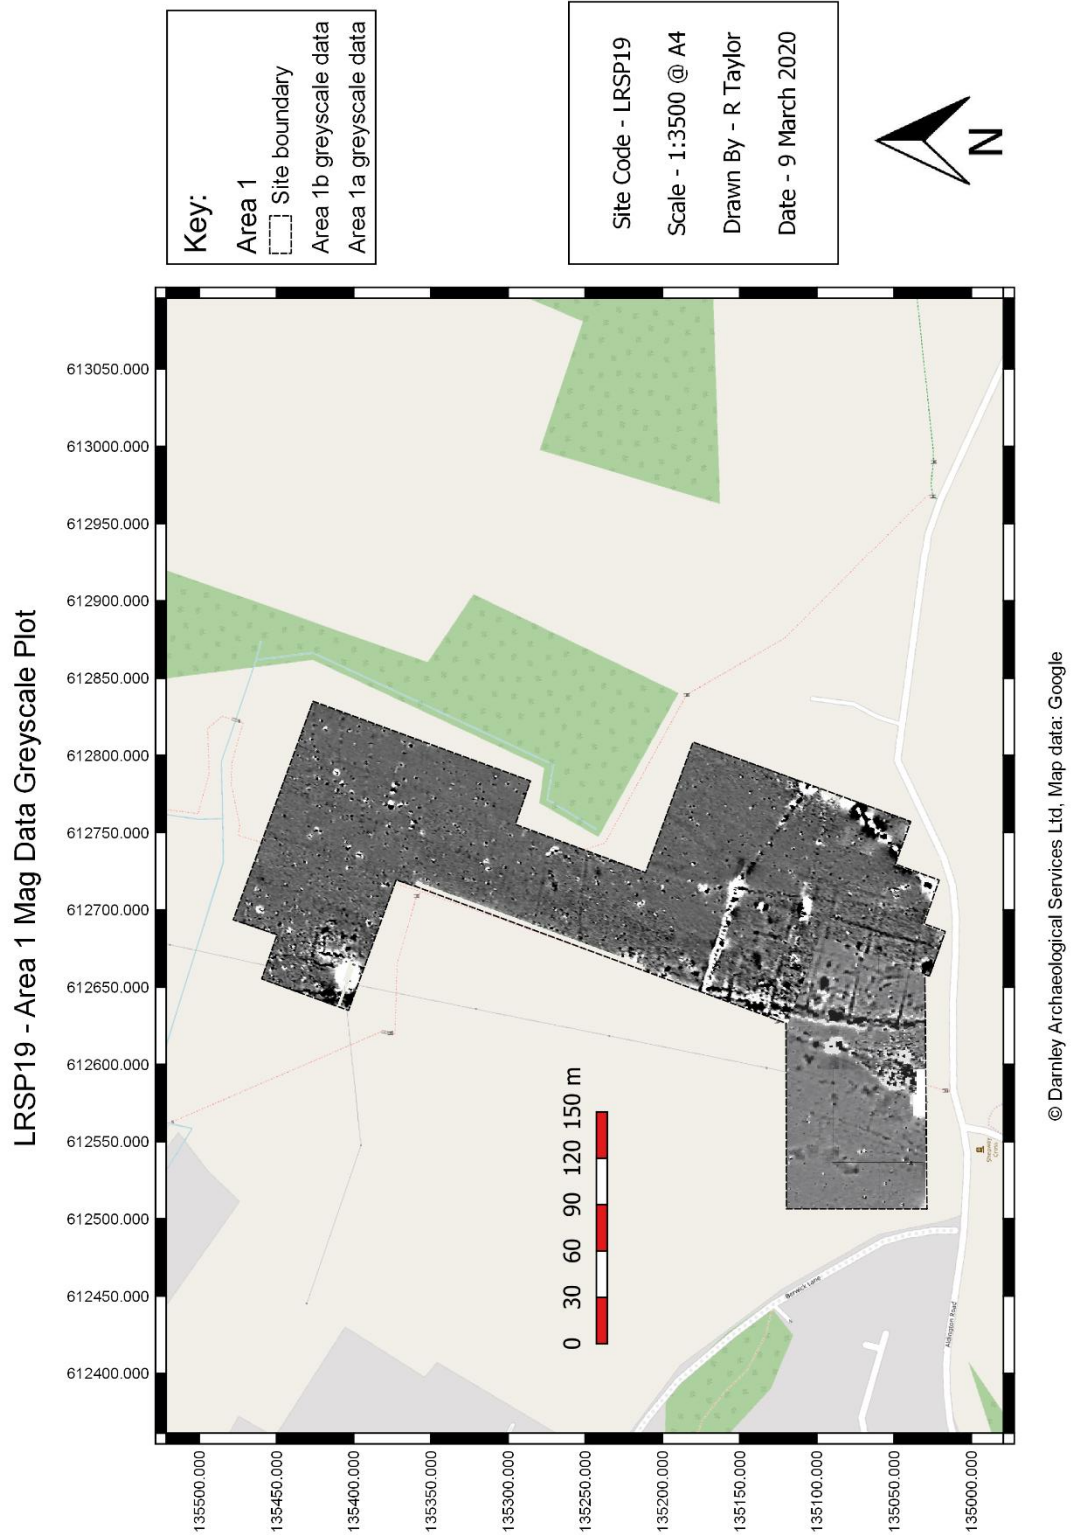 LRSP19 - Area 1 Mag Data Greyscale Plot
Key:
Area 1
Site boundary
Area 1b greyscale data
Area 1a greyscale data
Site Code - LRSP19
Scale - 1:3500 @ A4
Drawn By - R Taylor
Date - 9 March 2020
N
613050.000
613000.000
612950.000
612900.000
612850.000
612800.000
612750.000
612700.000
612650.000
612600.000
612550.000
612500.000
612450.000
612400.000
135500.000
135450.000
135400.000
135350.000
135300.000
135250.000
135200.000
135150.000
135100.000
135050.000
135000.000
0 30 60 90 120 150 m
Berwick Lane
Aldington Road
© Darnley Archaeological Services Ltd, Map data: Google